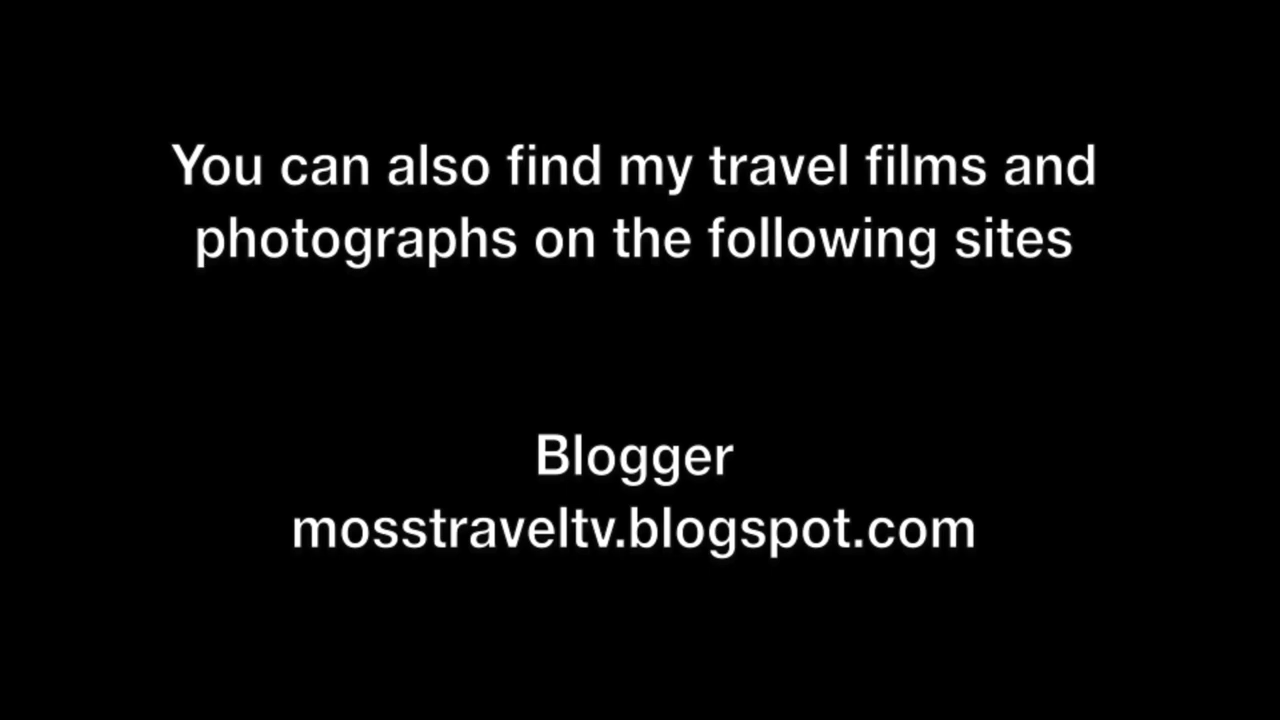 You can also find my travel films and
photographs on the following sites
Blogger
mosstraveltv.blogspot.com